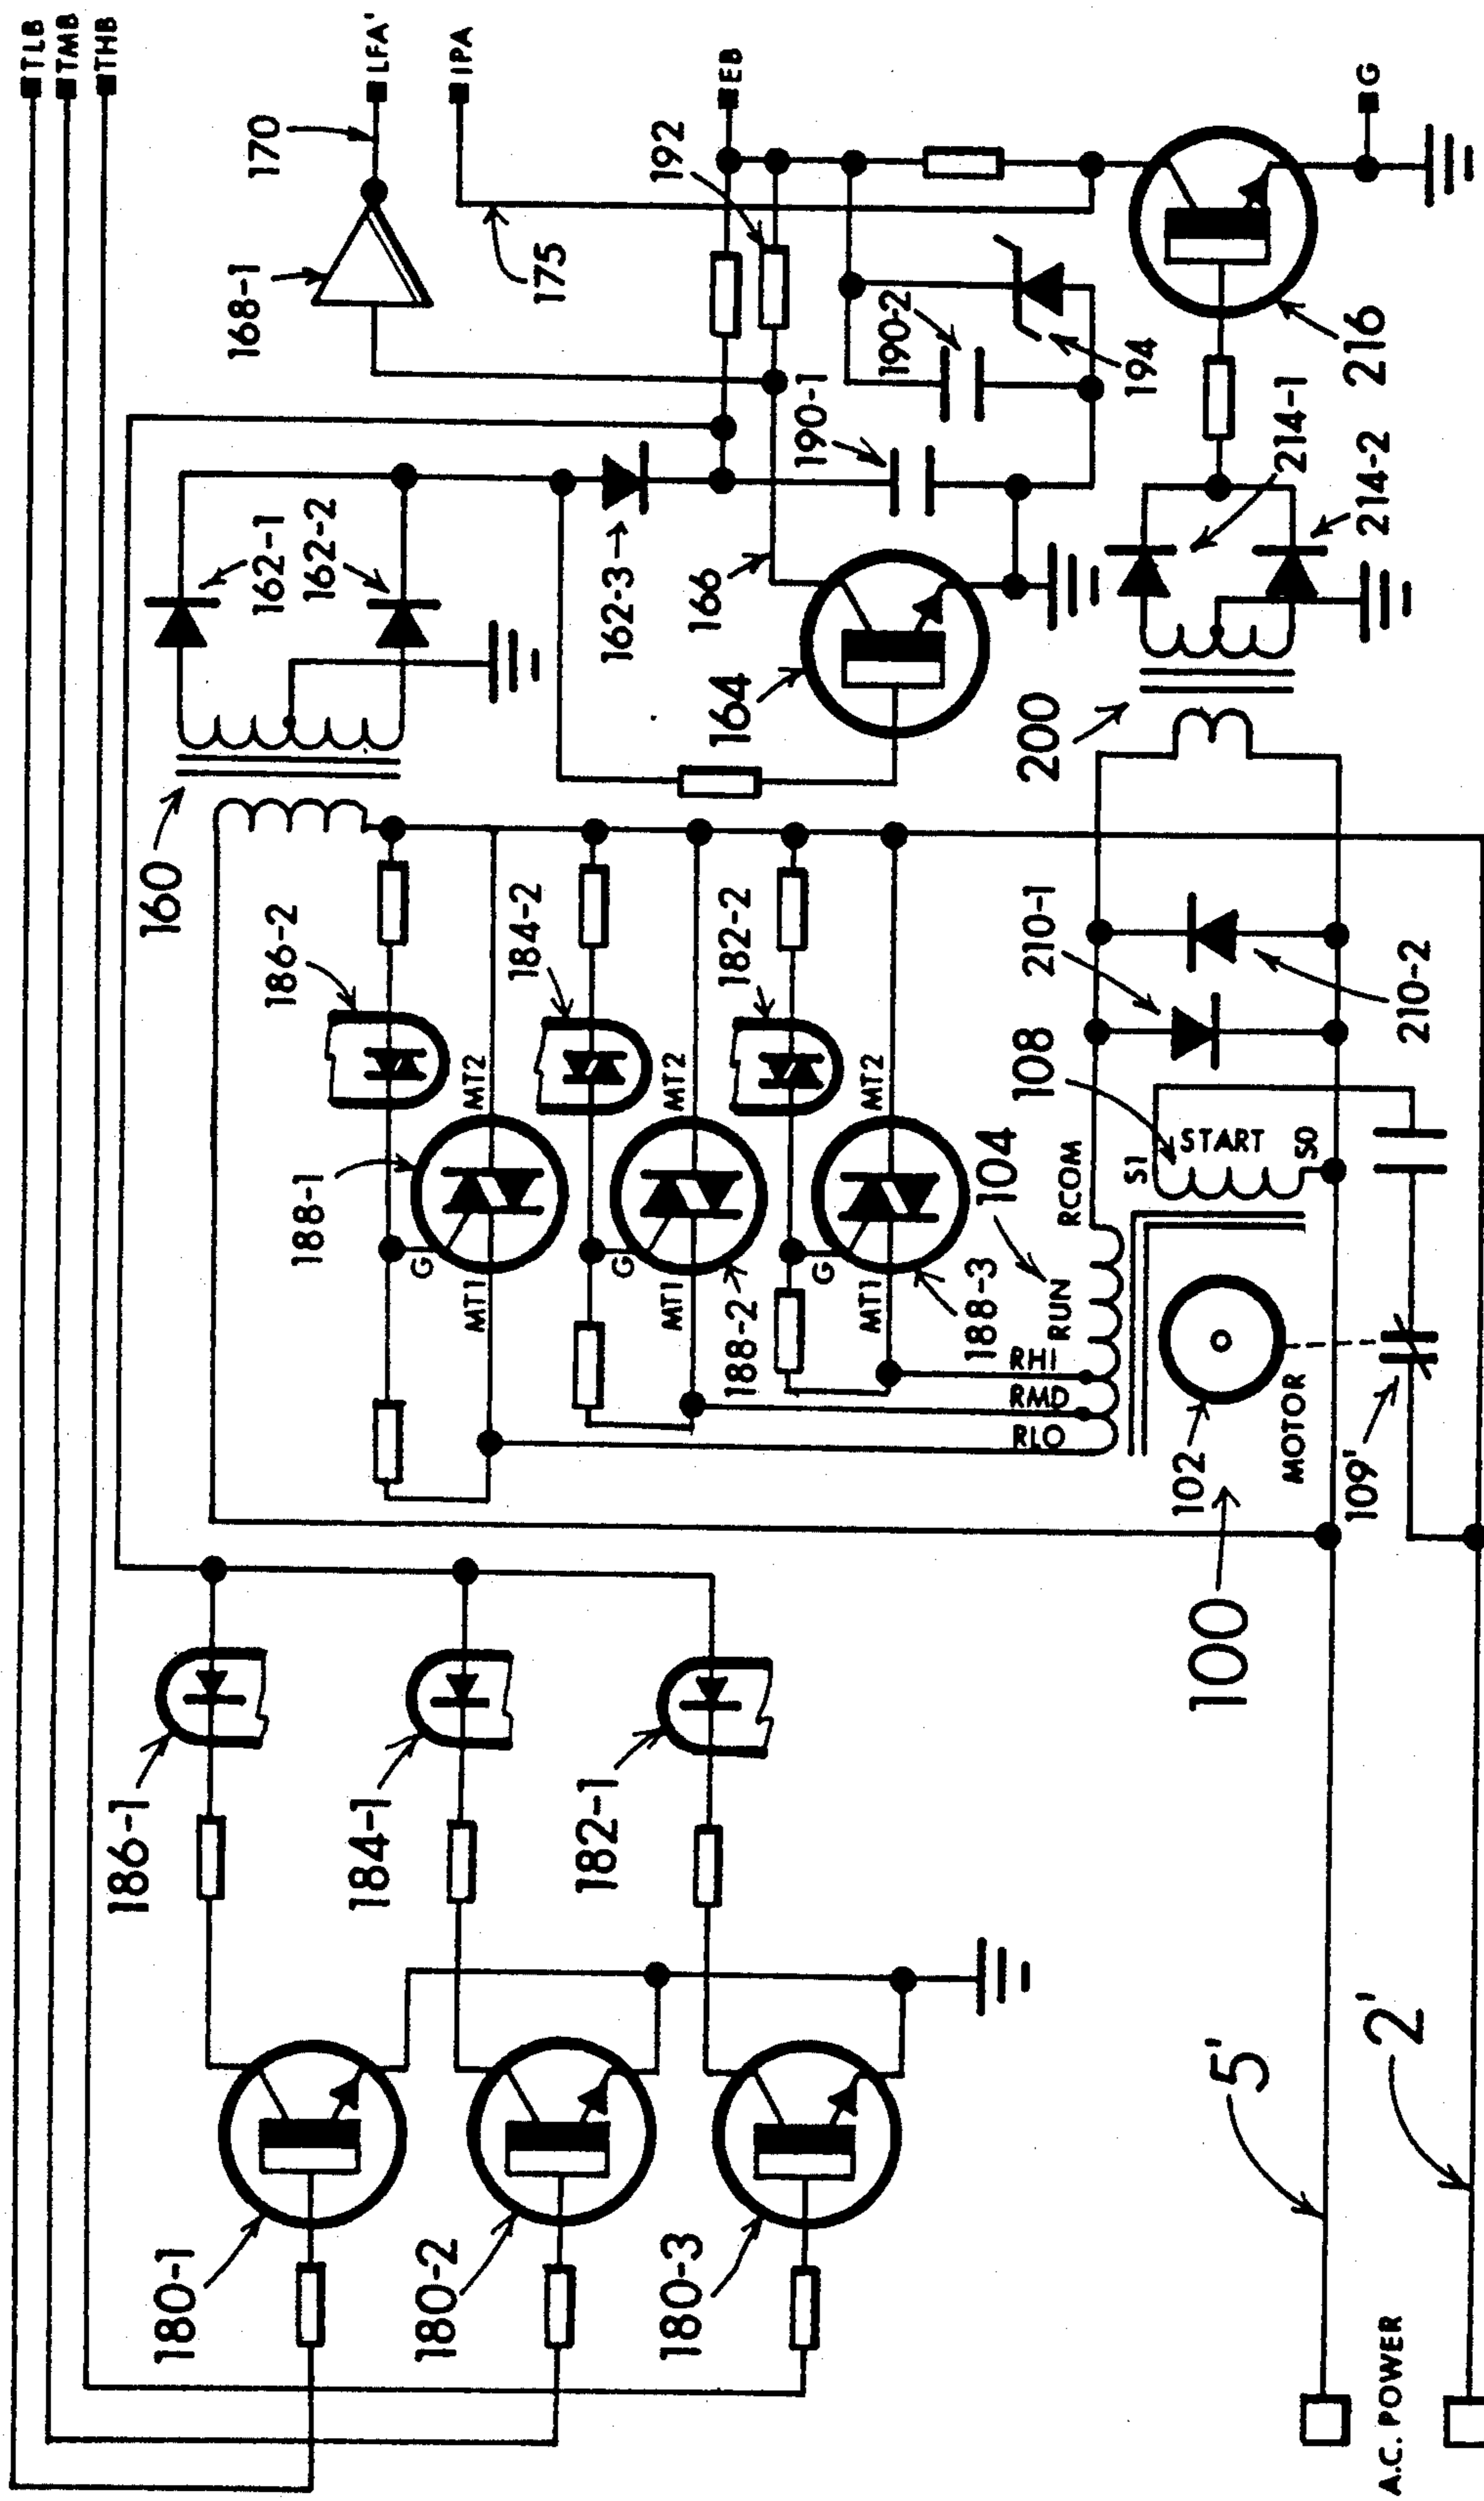 TLB
TMB
THB
LFA'
IPA
EB
G
170
168-1
175
192
190-2
190-1
194
216
214-1
214-2
162-1
162-2
162-3
166
164
200
160
186-2
184-2
182-2
210-1
210-2
108
188-1
188-2
188-3
104
MT2
MT2
MT2
MT1
MT1
MT1
G
G
G
RCOM
RUN
RHI
RMD
RLO
S1
START
S0
102
MOTOR
109'
100
186-1
184-1
182-1
180-1
180-2
180-3
5'
2'
A.C. POWER